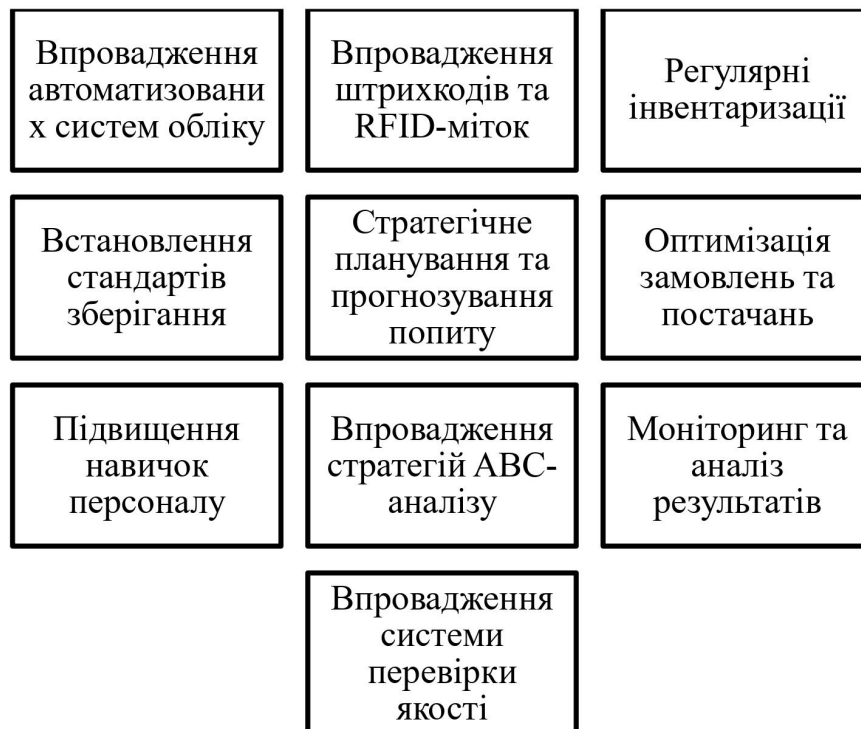 Впровадження
автоматизовани
х систем обліку
Впровадження
штрихкодів та
RFID-міток
Регулярні
інвентаризації
Встановлення
стандартів
зберігання
Стратегічне
планування та
прогнозування
попиту
Оптимізація
замовлень та
постачань
Підвищення
навичок
персоналу
Впровадження
стратегій ABC-
аналізу
Моніторинг та
аналіз
результатів
Впровадження
системи
перевірки
якості